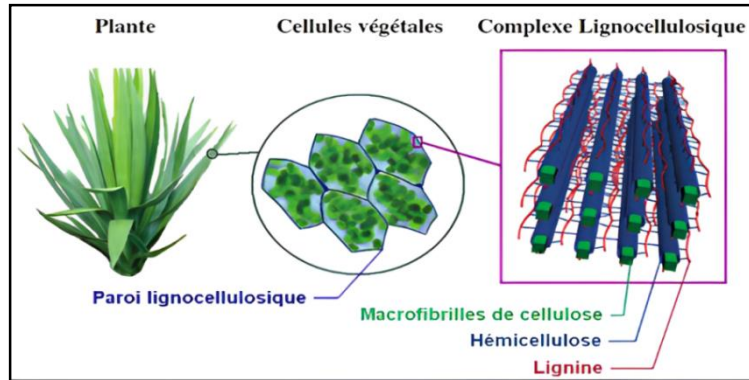 Plante
Cellules végétales
Complexe Lignocellulosique
Paroi lignocellulosique
Macrofibrilles de cellulose
Hémicellulose
Lignine